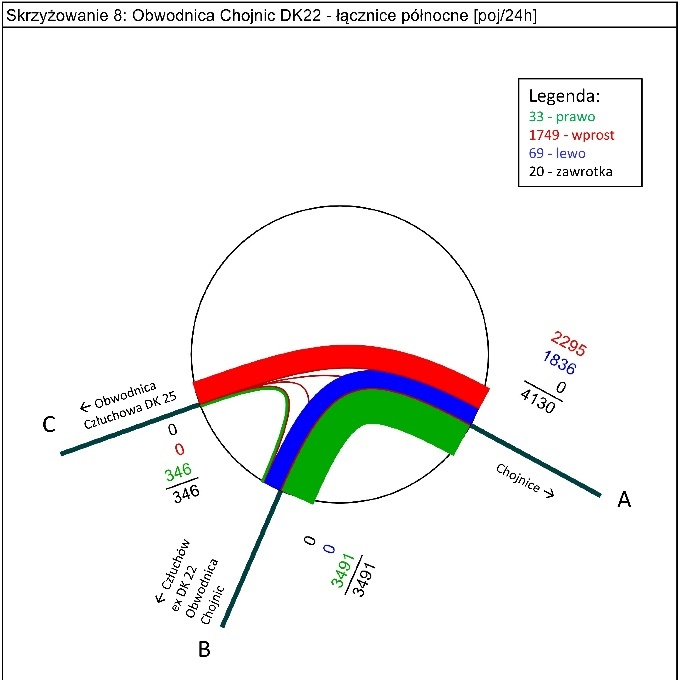 Skrzyżowanie 8: Obwodnica Chojnic DK22 - łącznice północne [poj/24h]
Legenda:
33 - prawo
1749 - wprost
69 - lewo
20 - zawrotka
2295
1836
0
4130
← Obwodnica
Człuchowa DK 25
C
0
0
346
346
Chojnice →
A
0
0
3491
3491
← Człuchów
ex DK 22
Obwodnica
Chojnic
B